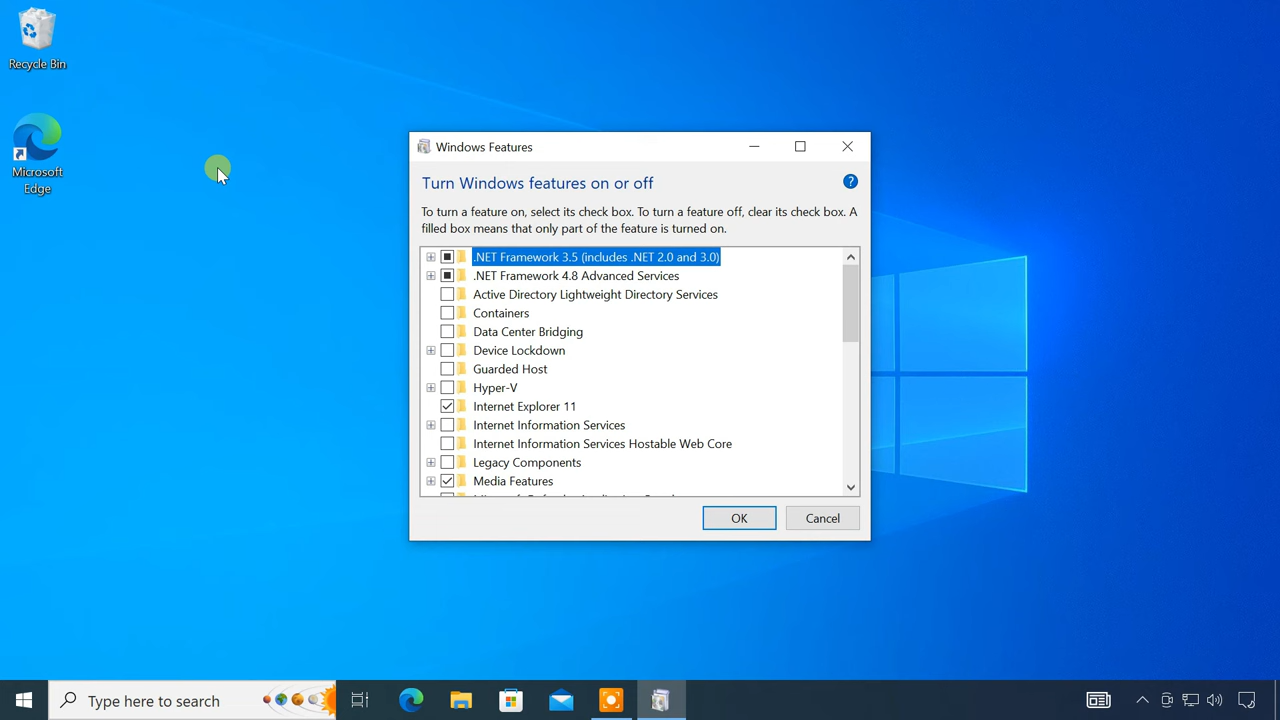 Recycle Bin
Microsoft
Edge
Windows Features
Turn Windows features on or off
?
To turn a feature on, select its check box. To turn a feature off, clear its check box. A
filled box means that only part of the feature is turned on.
.NET Framework 3.5 (includes .NET 2.0 and 3.0)
.NET Framework 4.8 Advanced Services
Active Directory Lightweight Directory Services
Containers
Data Center Bridging
Device Lockdown
Guarded Host
Hyper-V
Internet Explorer 11
Internet Information Services
Internet Information Services Hostable Web Core
Legacy Components
Media Features
OK
Cancel
Type here to search